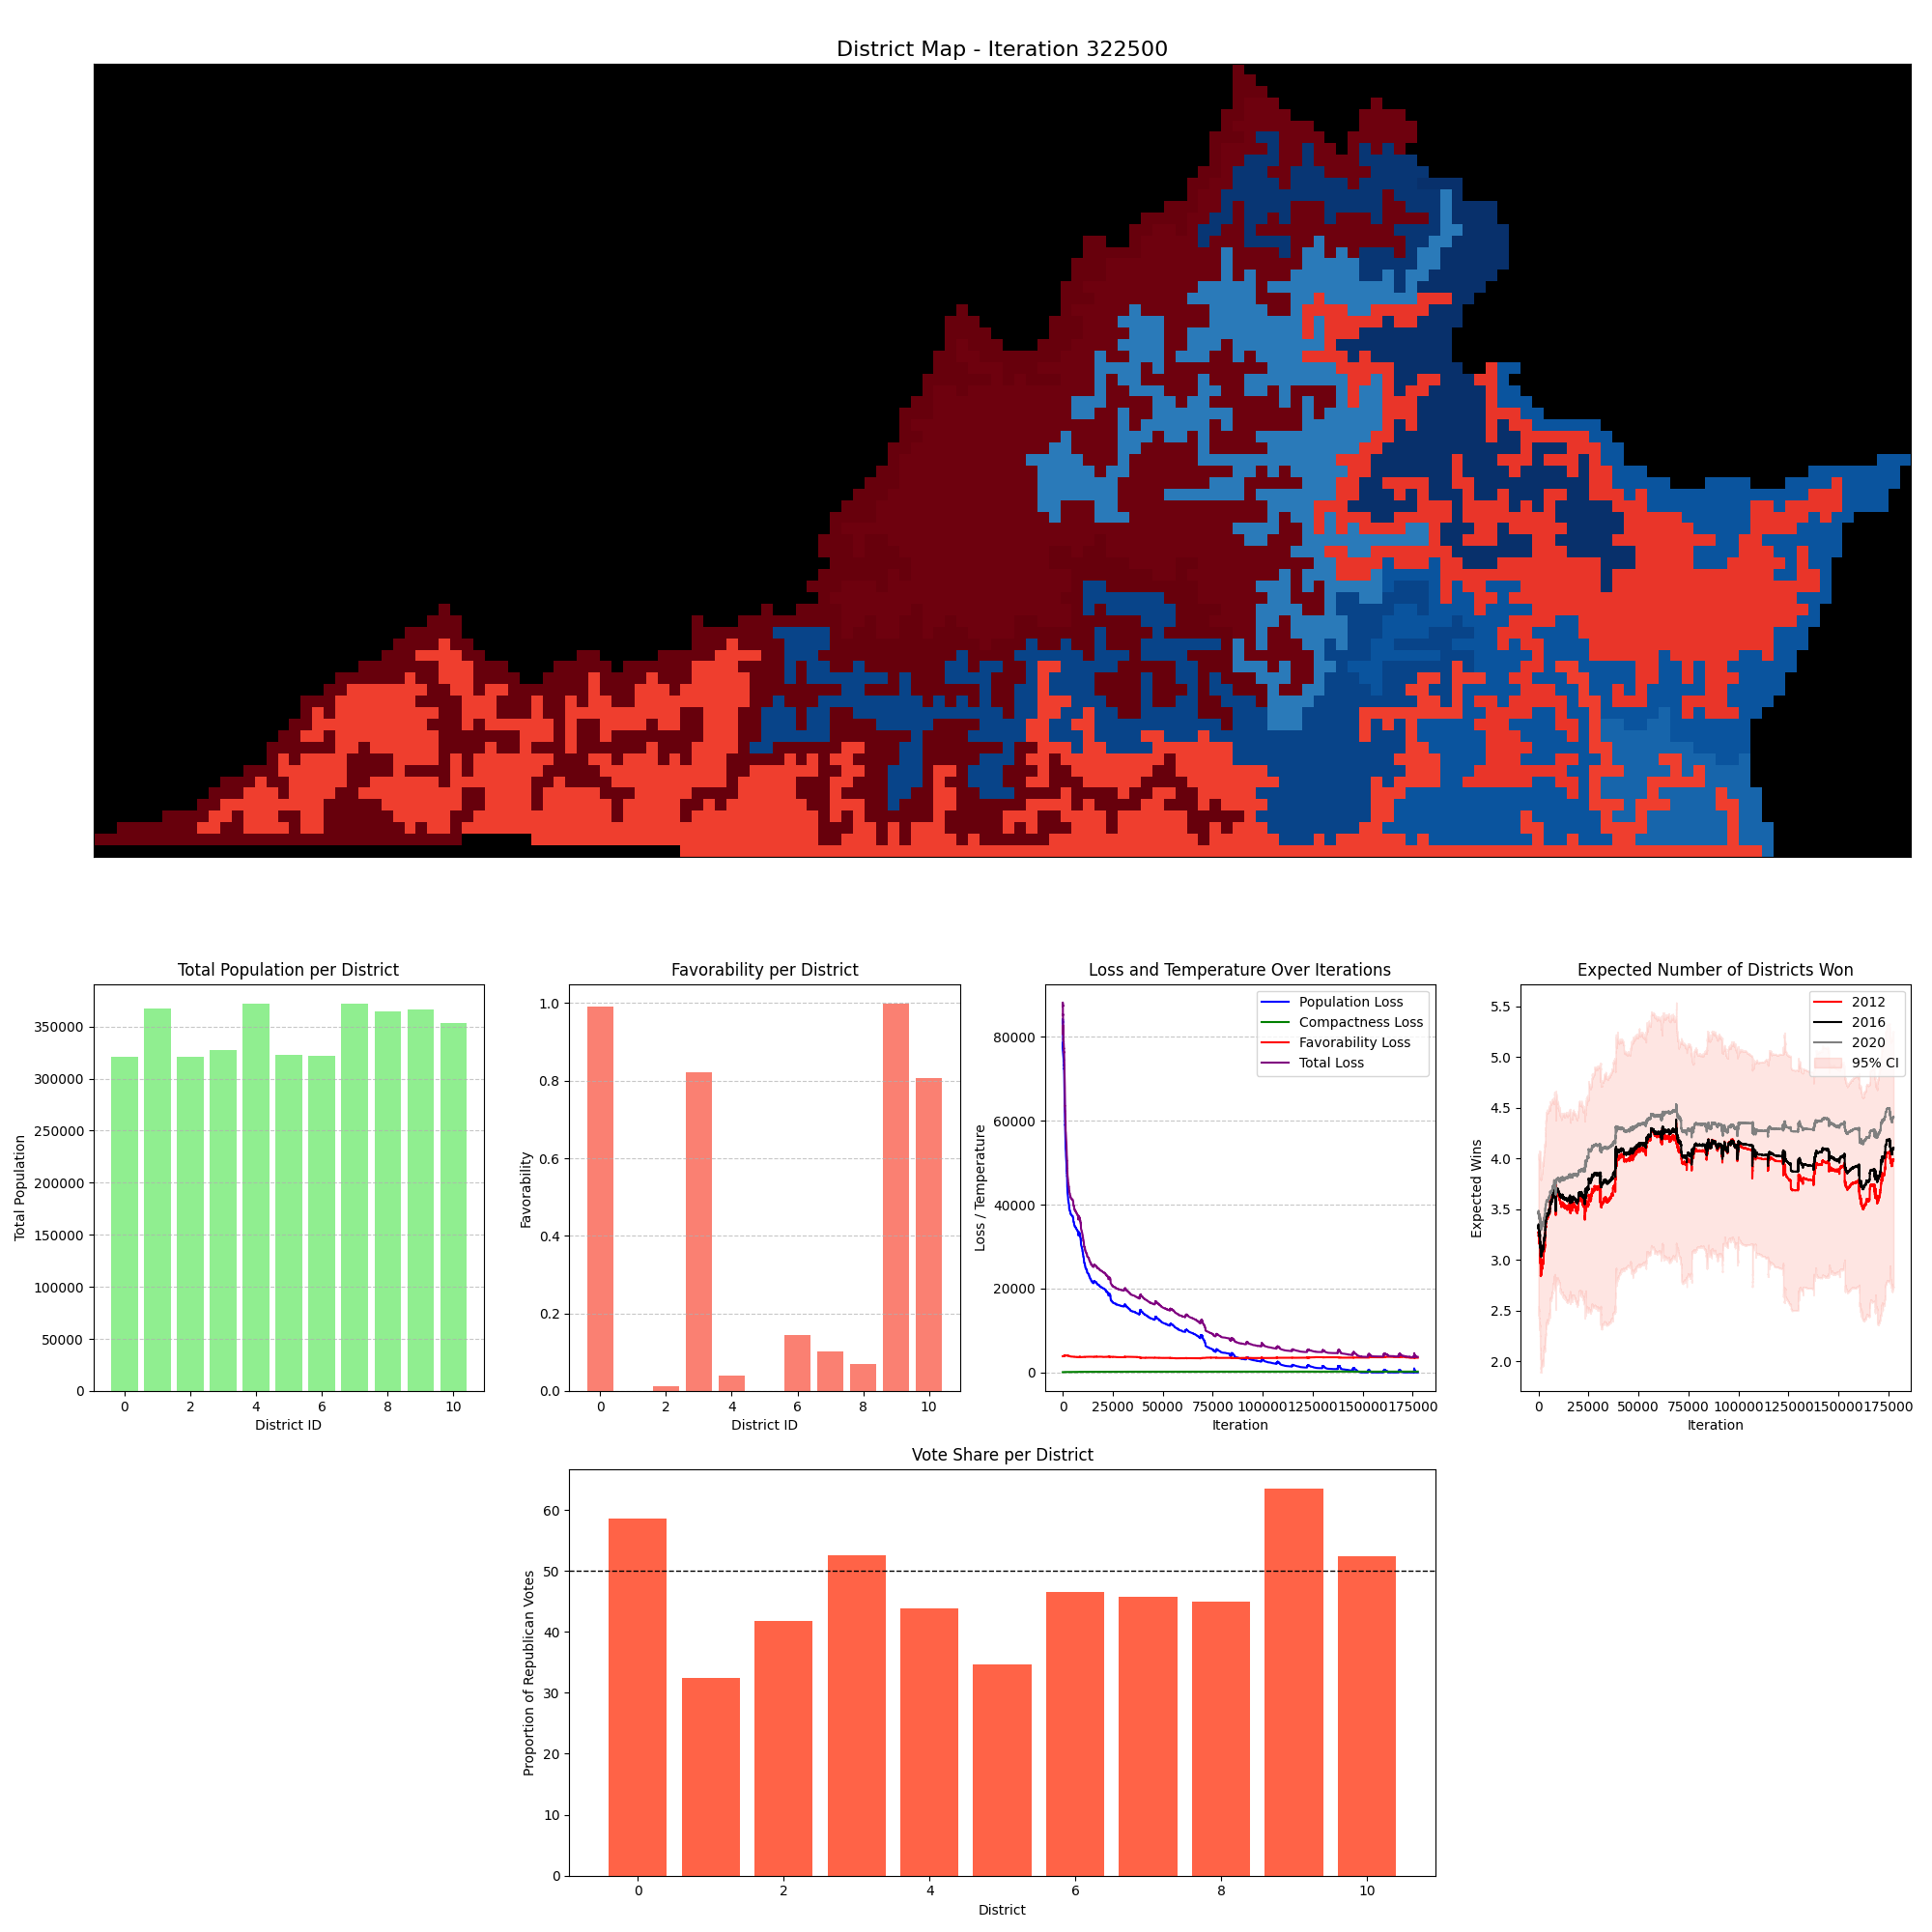 District Map - Iteration 322500
Total Population per District
Total Population
350000
300000
250000
200000
150000
100000
50000
0
0 2 4 6 8 10
District ID
Favorability per District
Favorability
1.0
0.8
0.6
0.4
0.2
0.0
0 2 4 6 8 10
District ID
Loss and Temperature Over Iterations
Loss / Temperature
80000
60000
40000
20000
0
Population Loss
Compactness Loss
Favorability Loss
Total Loss
0 25000 50000 75000 100000 125000 150000 175000
Iteration
Expected Number of Districts Won
Expected Wins
5.5
5.0
4.5
4.0
3.5
3.0
2.5
2.0
2012
2016
2020
95% CI
0 25000 50000 75000 100000 125000 150000 175000
Iteration
Vote Share per District
Proportion of Republican Votes
60
50
40
30
20
10
0
0 2 4 6 8 10
District